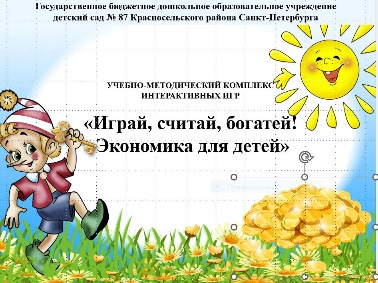 Государственное бюджетное дошкольное образовательное учреждение
детский сад № 87 Красносельского района Санкт-Петербурга
УЧЕБНО-МЕТОДИЧЕСКИЙ КОМПЛЕКС
ИНТЕРАКТИВНЫХ ИГР
«Играй, считай, богатей!
Экономика для детей»